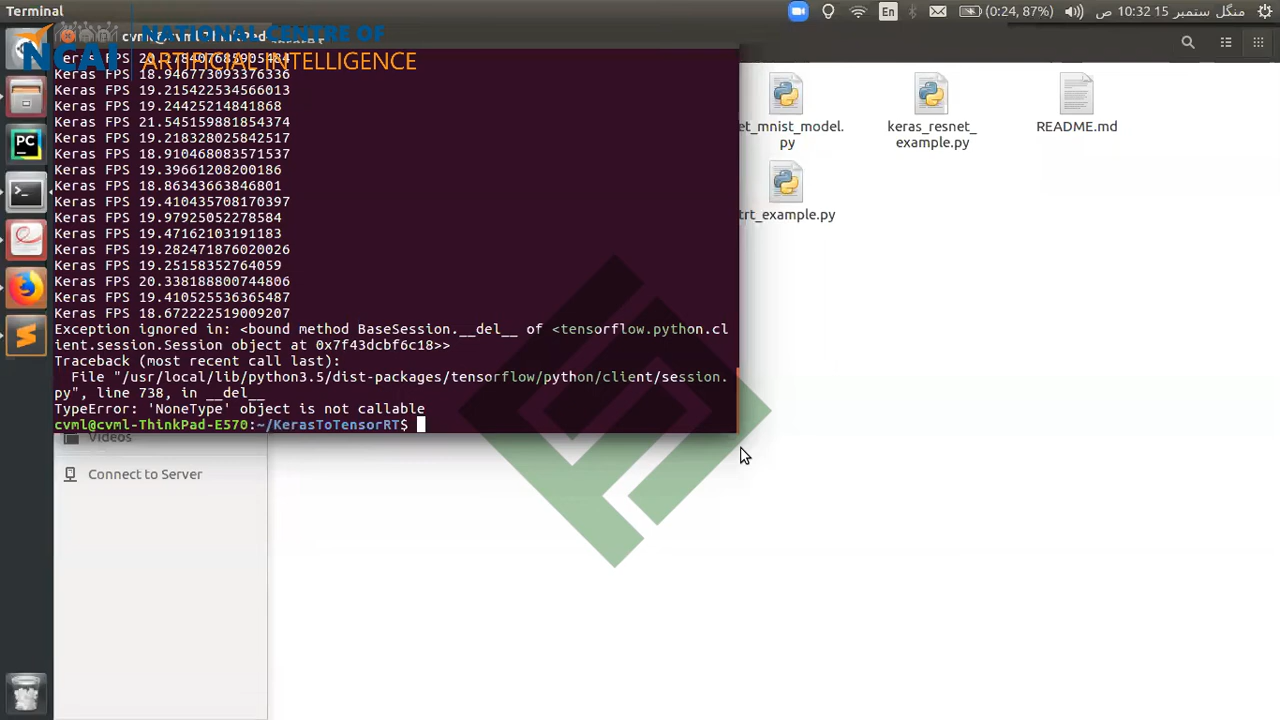 Terminal
En
(0:24, 87%)
منگل ستمبر 15 10:32 ص
NATIONAL CENTRE OF
NCAI
ARTIFICIAL INTELLIGENCE
Keras FPS
Keras FPS 18.946773093376336
Keras FPS 19.215422534566013
Keras FPS 19.24425214841868
Keras FPS 21.545159881854374
Keras FPS 19.218328025842517
Keras FPS 18.910468083571537
Keras FPS 19.39661208200186
Keras FPS 18.86343663846801
Keras FPS 19.410435708170397
Keras FPS 19.97925052278584
Keras FPS 19.47162103191183
Keras FPS 19.282471876020026
Keras FPS 19.25158352764059
Keras FPS 20.338188800744806
Keras FPS 19.410525536365487
Keras FPS 18.672222519009207
Exception ignored in: <bound method BaseSession.__del__ of <tensorflow.python.cl
ient.session.Session object at 0x7f43dcbf6c18>>
Traceback (most recent call last):
File "/usr/local/lib/python3.5/dist-packages/tensorflow/python/client/session.
py", line 738, in __del__
TypeError: 'NoneType' object is not callable
cvml@cvml-ThinkPad-E570:~/KerasToTensorRT$
Videos
Connect to Server
et_mnist_model.
py
keras_resnet_
example.py
README.md
trt_example.py
PC